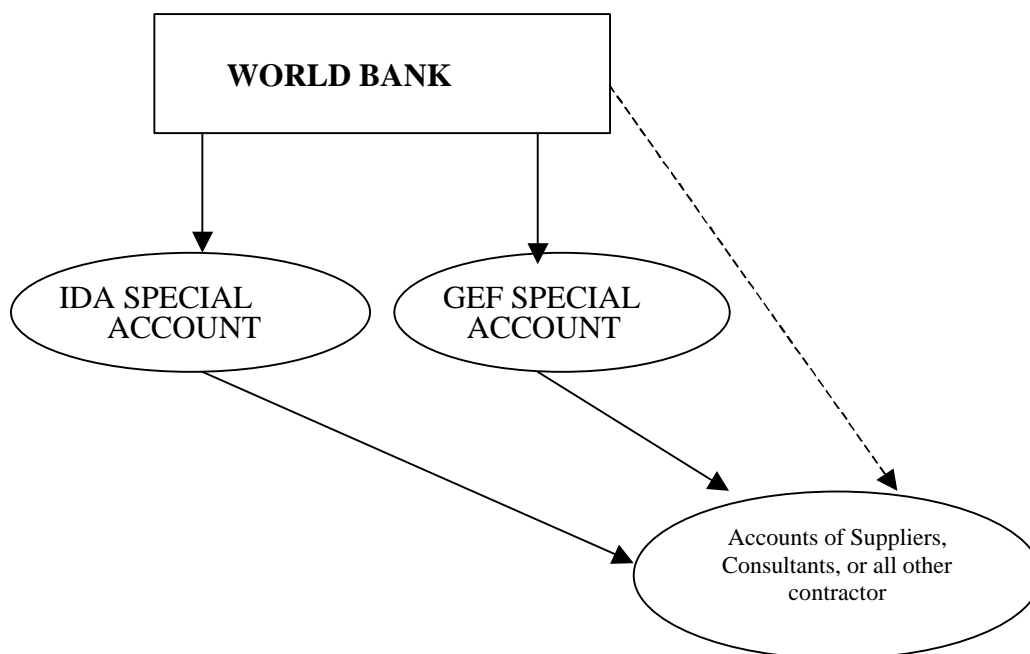 WORLD BANK
IDA SPECIAL
ACCOUNT
GEF SPECIAL
ACCOUNT
Accounts of Suppliers,
Consultants, or all other
contractor